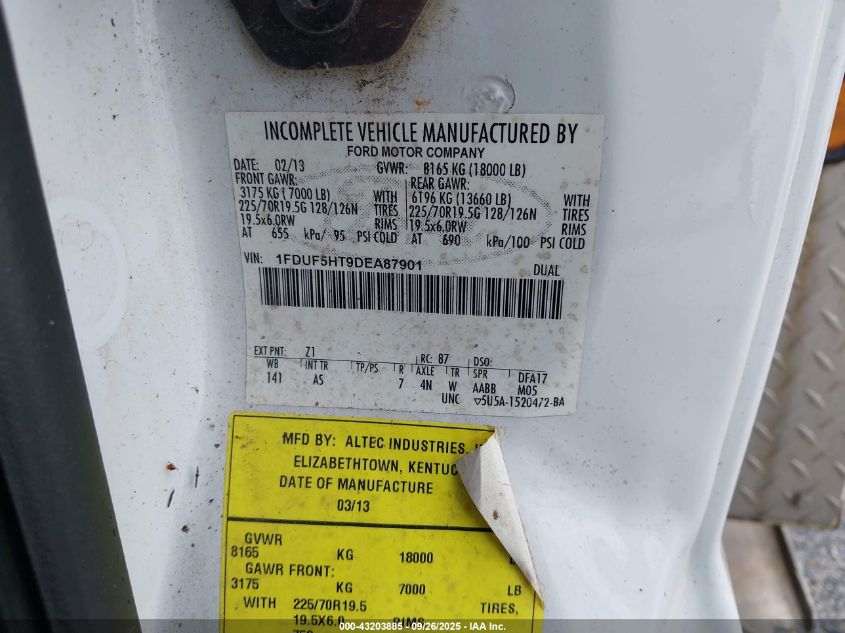 INCOMPLETE VEHICLE MANUFACTURED BY
FORD MOTOR COMPANY
DATE: 02/13 GVWR: 8165 KG (18000 LB)
FRONT GAWR: REAR GAWR:
3175 KG (7000 LB) WITH 6196 KG (13660 LB) WITH
225/70R19.5G 128/126N TIRES 225/70R19.5G 128/126N TIRES
19.5x6.0RW RIMS 19.5x6.0RW RIMS
AT 655 kPa/ 95 PSI COLD AT 690 kPa/100 PSI COLD
VIN: 1FDUF5HT9DEA87901 DUAL
EXT PNT: Z1 RC: 87 DSO:
WB INT TR TP/PS R AXLE TR SPR DFA17
141 AS 7 4N W AABB M05
UNC ▽5U5A-1520472-BA
MFD BY: ALTEC INDUSTRIES,
ELIZABETHTOWN,
DATE OF MANUFACTURE
03/13
GVWR
8165 KG 18000
GAWR FRONT:
3175 KG 7000 LB
WITH 225/70R19.5 TIRES,
19.5X6.0 RIMS
000-43203885 - 09/26/2025 - IAA Inc.